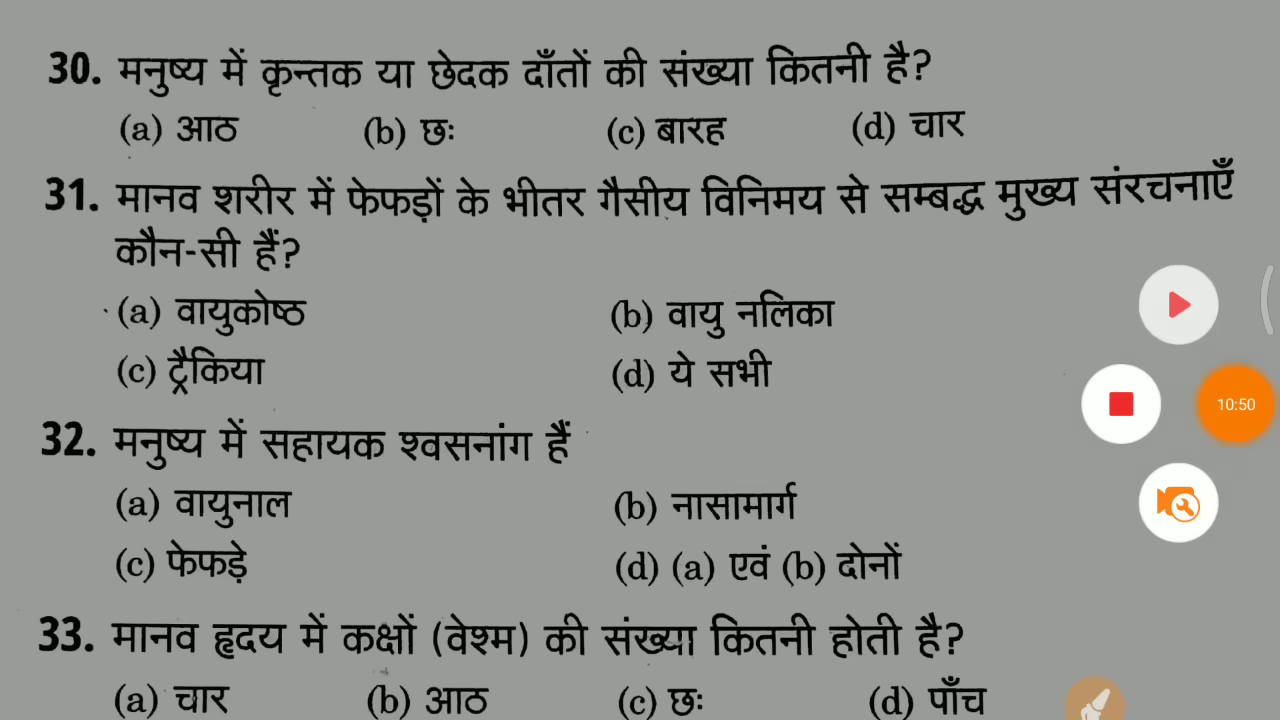 30. मनुष्य में कृन्तक या छेदक दाँतों की संख्या कितनी है?
(a) आठ (b) छः (c) बारह (d) चार
31. मानव शरीर में फेफड़ों के भीतर गैसीय विनिमय से सम्बद्ध मुख्य संरचनाएँ
कौन-सी हैं?
(a) वायुकोष्ठ (b) वायु नलिका
(c) ट्रैकिया (d) ये सभी
10:50
32. मनुष्य में सहायक श्वसनांग हैं
(a) वायुनाल (b) नासामार्ग
(c) फेफड़े (d) (a) एवं (b) दोनों
33. मानव हृदय में कक्षों (वेश्म) की संख्या कितनी होती है?
(a) चार (b) आठ (c) छः (d) पाँच